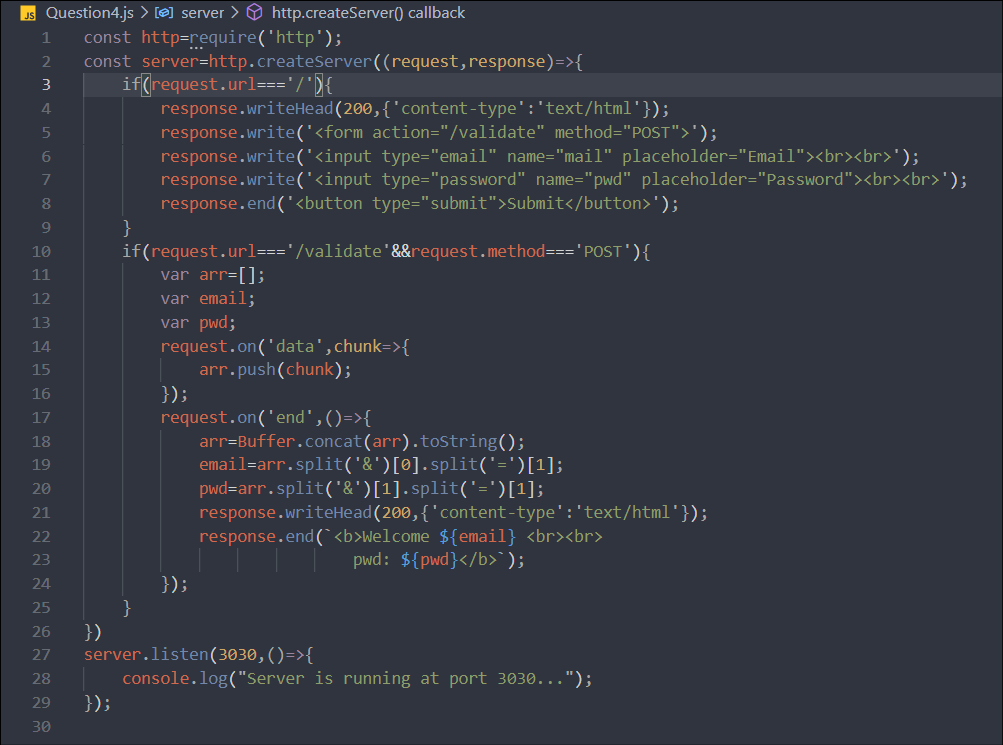 Question4.js > server > http.createServer() callback
1 const http=require('http');
2 const server=http.createServer((request,response)=>{
3     if(request.url==='/'){
4         response.writeHead(200,{'content-type':'text/html'});
5         response.write('<form action="/validate" method="POST">');
6         response.write('<input type="email" name="mail" placeholder="Email"><br><br>');
7         response.write('<input type="password" name="pwd" placeholder="Password"><br><br>');
8         response.end('<button type="submit">Submit</button>');
9     }
10     if(request.url==='/validate'&&request.method==='POST'){
11         var arr=[];
12         var email;
13         var pwd;
14         request.on('data',chunk=>{
15             arr.push(chunk);
16         });
17         request.on('end',()=>{
18             arr=Buffer.concat(arr).toString();
19             email=arr.split('&')[0].split('=')[1];
20             pwd=arr.split('&')[1].split('=')[1];
21             response.writeHead(200,{'content-type':'text/html'});
22             response.end(`<b>Welcome ${email} <br><br>
23                             pwd: ${pwd}</b>`);
24         });
25     }
26 })
27 server.listen(3030,()=>{
28     console.log("Server is running at port 3030...");
29 });
30